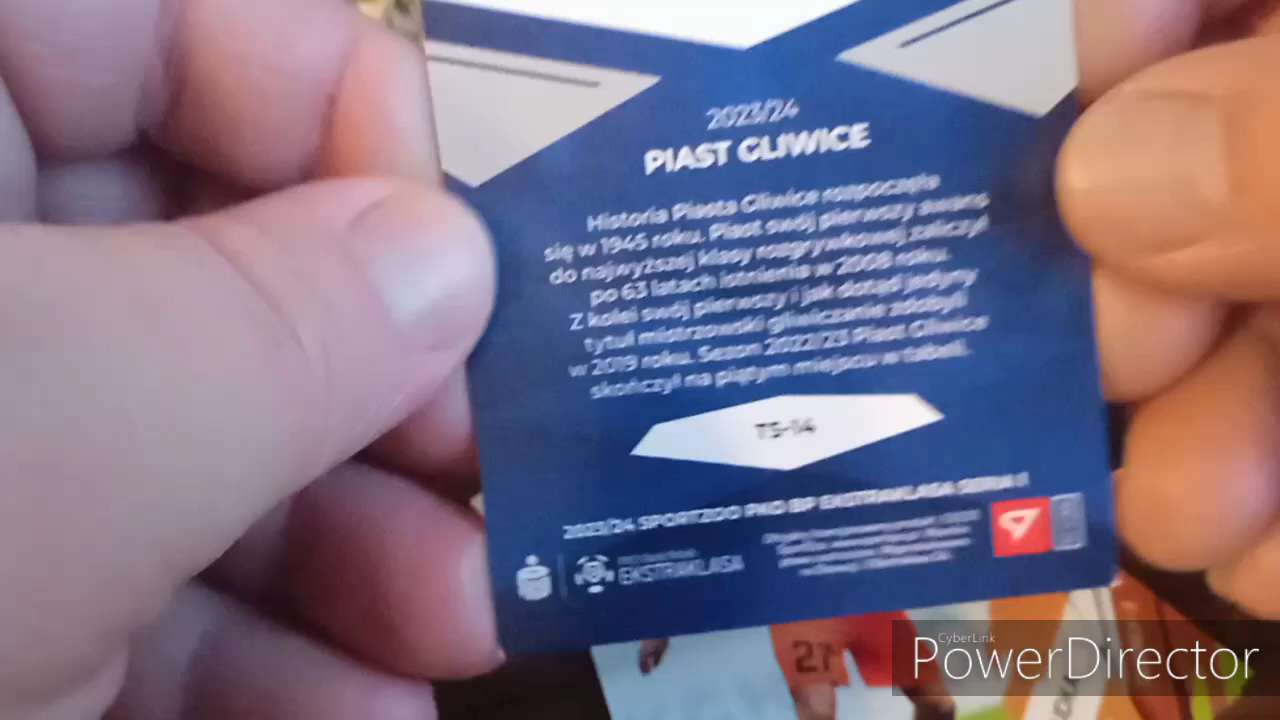 2023/24
PIAST GLIWICE
Historia Piasta Gliwice rozpoczęła
się w 1945 roku. Piast swój pierwszy awans
do najwyższej klasy rozgrywkowej zaliczył
po 63 latach istnienia w 2008 roku.
Z kolei swój pierwszy i jak dotąd jedyny
tytuł mistrzowski gliwiczanie zdobyli
w 2019 roku. Sezon 2022/23 Piast Gliwice
skończył na piątym miejscu w tabeli.
TS-14
2023/24 SPORTZOO PKO BP EKSTRAKLASA SERIA 1
EKSTRAKLASA
27
CyberLink
PowerDirector